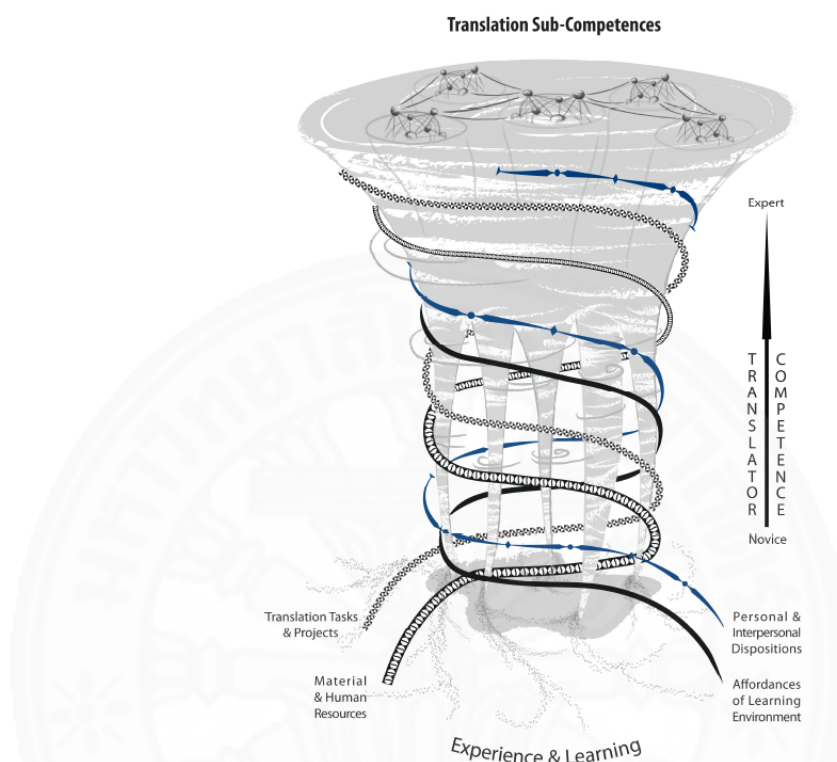 Translation Sub-Competences
Expert
TRANSLATOR
COMPETENCE
Novice
Translation Tasks
& Projects
Personal &
Interpersonal
Dispositions
Material
& Human
Resources
Affordances
of Learning
Environment
Experience & Learning